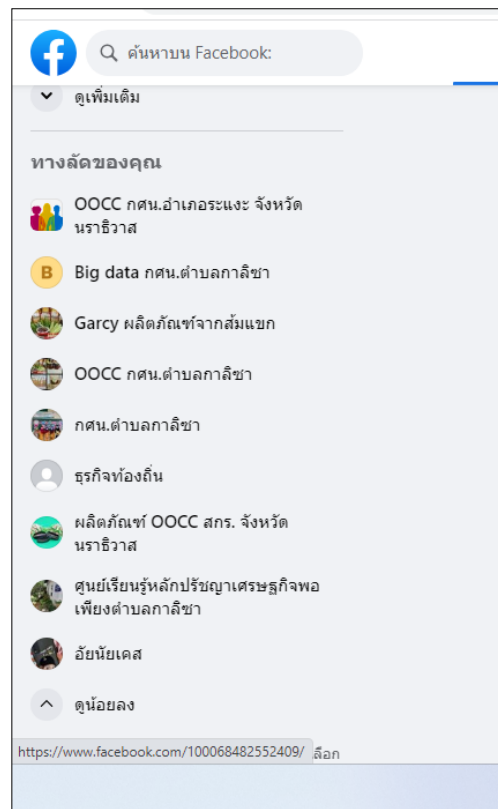 ค้นหาบน Facebook:
ดูเพิ่มเติม
ทางลัดของคุณ
OOCC กศน.อำเภอระแงะ จังหวัด
นราธิวาส
B
Big data กศน.ตำบลกาลิซา
Garcy ผลิตภัณฑ์จากส้มแขก
OOCC กศน.ตำบลกาลิซา
กศน.ตำบลกาลิซา
ธุรกิจท้องถิ่น
ผลิตภัณฑ์ OOCC สกร. จังหวัด
นราธิวาส
ศูนย์เรียนรู้หลักปรัชญาเศรษฐกิจพอ
เพียงตำบลกาลิซา
อัยนัยเคส
ดูน้อยลง
https://www.facebook.com/100068482552409/